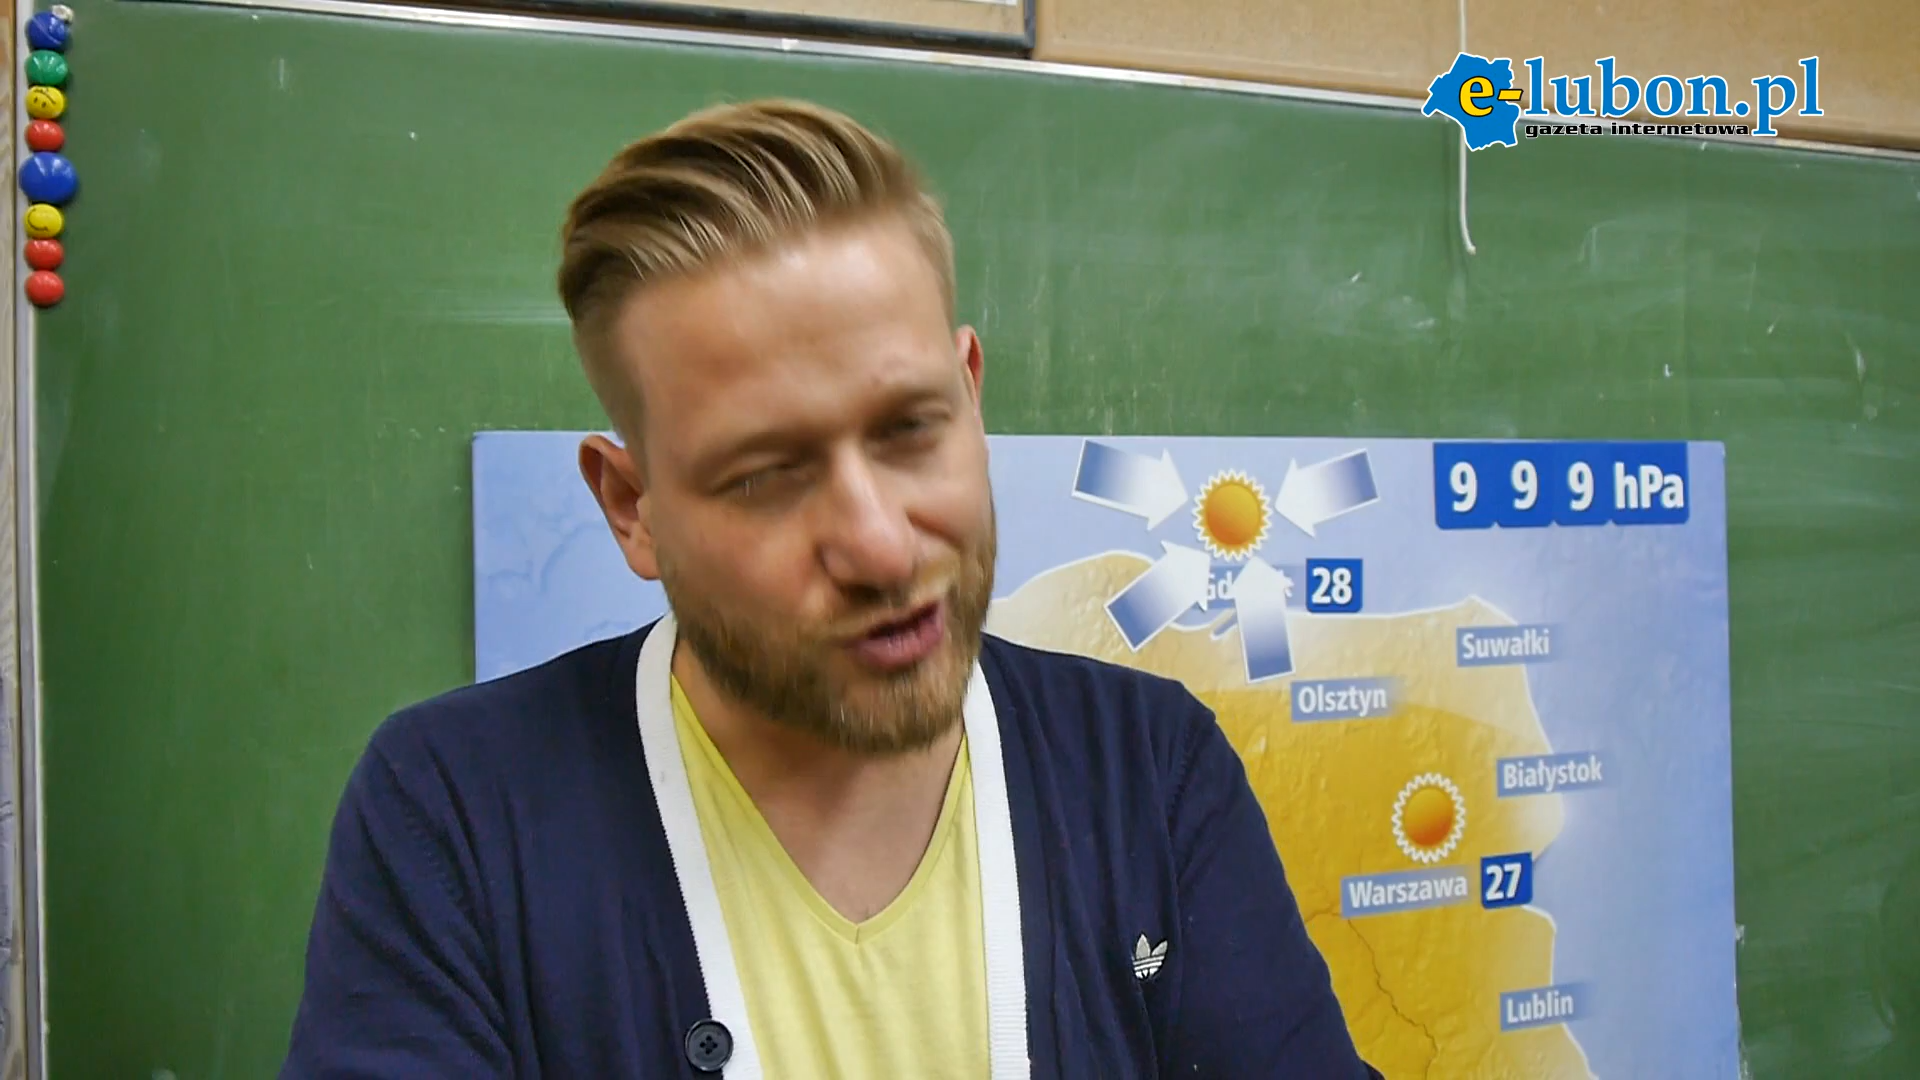 e-lubon.pl
gazeta internetowa
9 9 9 hPa
28
Suwałki
Olsztyn
Białystok
Warszawa 27
Lublin